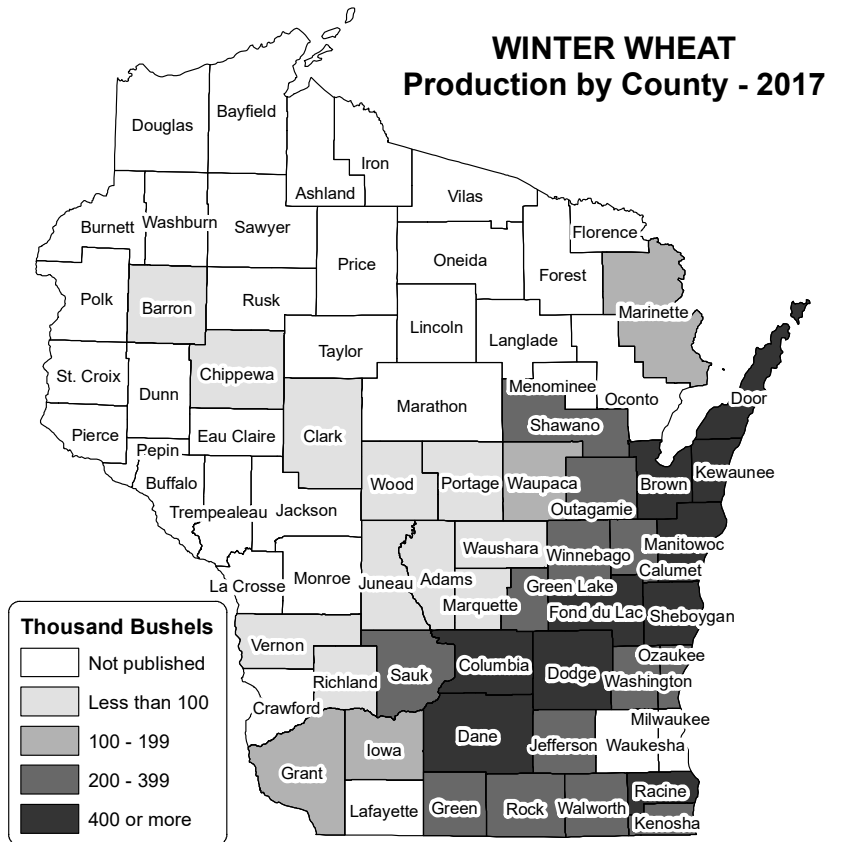 WINTER WHEAT
Production by County - 2017
Douglas
Bayfield
Iron
Ashland
Vilas
Burnett
Washburn
Sawyer
Florence
Price
Oneida
Forest
Polk
Barron
Rusk
Marinette
Lincoln
Langlade
Taylor
St. Croix
Chippewa
Dunn
Menominee
Oconto
Door
Marathon
Shawano
Pierce
Eau Claire
Clark
Pepin
Kewaunee
Buffalo
Wood
Portage
Waupaca
Brown
Outagamie
Trempealeau
Jackson
Manitowoc
Waushara
Winnebago
Calumet
La Crosse
Monroe
Juneau
Adams
Green Lake
Marquette
Fond du Lac
Sheboygan
Vernon
Ozaukee
Richland
Sauk
Columbia
Dodge
Washington
Crawford
Milwaukee
Dane
Jefferson
Waukesha
Iowa
Grant
Racine
Lafayette
Green
Rock
Walworth
Kenosha
Thousand Bushels
Not published
Less than 100
100 - 199
200 - 399
400 or more